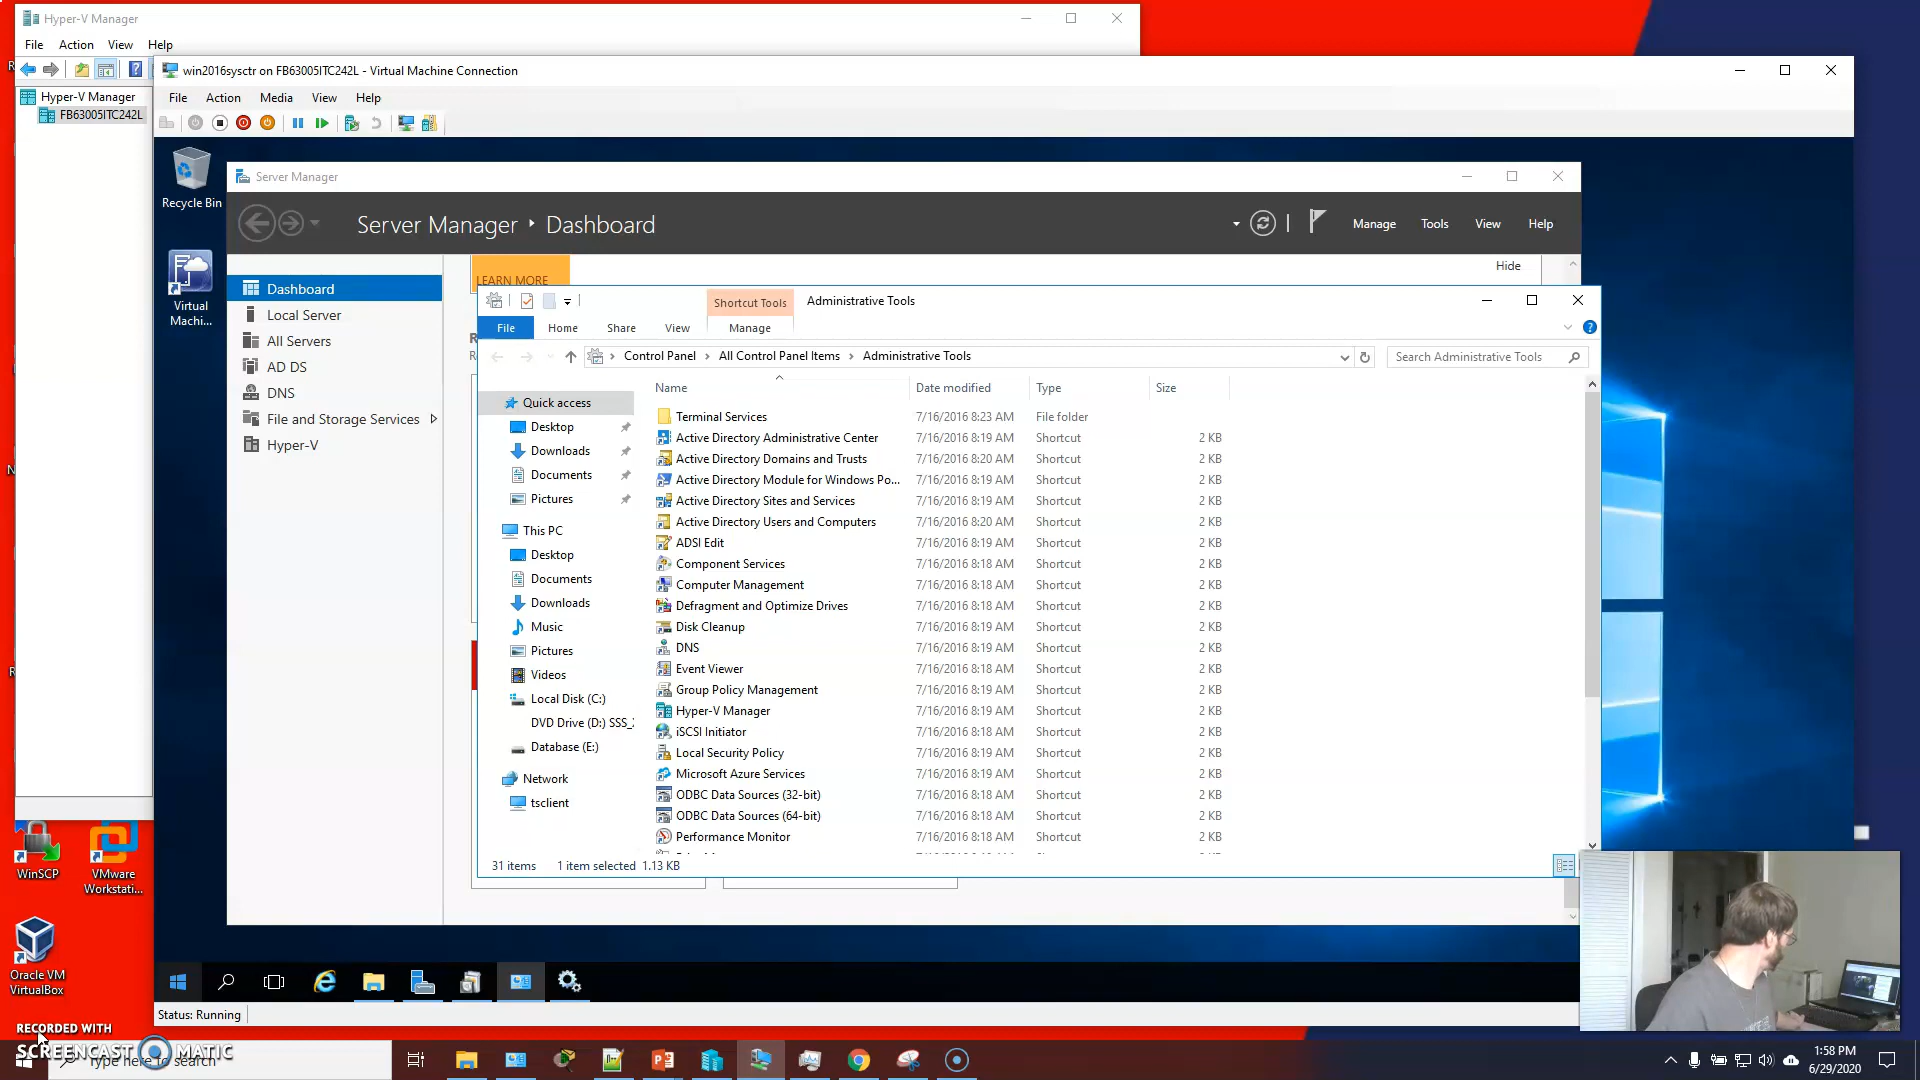 Hyper-V Manager
File Action View Help
win2016sysctr on FB63005ITC242L - Virtual Machine Connection
Hyper-V Manager
FB63005ITC242L
File Action Media View Help
Recycle Bin
Virtual
Machi...
Server Manager
Server Manager Dashboard
Manage Tools View Help
Dashboard
Local Server
All Servers
AD DS
DNS
File and Storage Services
Hyper-V
LEARN MORE
Hide
Shortcut Tools Administrative Tools
File Home Share View Manage
Control Panel All Control Panel Items Administrative Tools
Search Administrative Tools
Quick access
Desktop
Downloads
Documents
Pictures
This PC
Desktop
Documents
Downloads
Music
Pictures
Videos
Local Disk (C:)
DVD Drive (D:) SSS_
Database (E:)
Network
tsclient
Name Date modified Type Size
Terminal Services 7/16/2016 8:23 AM File folder
Active Directory Administrative Center 7/16/2016 8:19 AM Shortcut 2 KB
Active Directory Domains and Trusts 7/16/2016 8:20 AM Shortcut 2 KB
Active Directory Module for Windows Po... 7/16/2016 8:19 AM Shortcut 2 KB
Active Directory Sites and Services 7/16/2016 8:19 AM Shortcut 2 KB
Active Directory Users and Computers 7/16/2016 8:20 AM Shortcut 2 KB
ADSI Edit 7/16/2016 8:19 AM Shortcut 2 KB
Component Services 7/16/2016 8:18 AM Shortcut 2 KB
Computer Management 7/16/2016 8:18 AM Shortcut 2 KB
Defragment and Optimize Drives 7/16/2016 8:18 AM Shortcut 2 KB
Disk Cleanup 7/16/2016 8:19 AM Shortcut 2 KB
DNS 7/16/2016 8:19 AM Shortcut 2 KB
Event Viewer 7/16/2016 8:18 AM Shortcut 2 KB
Group Policy Management 7/16/2016 8:19 AM Shortcut 2 KB
Hyper-V Manager 7/16/2016 8:19 AM Shortcut 2 KB
iSCSI Initiator 7/16/2016 8:19 AM Shortcut 2 KB
Local Security Policy 7/16/2016 8:19 AM Shortcut 2 KB
Microsoft Azure Services 7/16/2016 8:19 AM Shortcut 2 KB
ODBC Data Sources (32-bit) 7/16/2016 8:18 AM Shortcut 2 KB
ODBC Data Sources (64-bit) 7/16/2016 8:18 AM Shortcut 2 KB
Performance Monitor 7/16/2016 8:18 AM Shortcut 2 KB
31 items 1 item selected 1.13 KB
WinSCP
VMware
Workstati...
Oracle VM
VirtualBox
Status: Running
RECORDED WITH
SCREENCAST MATIC
Type here to search
1:58 PM
6/29/2020